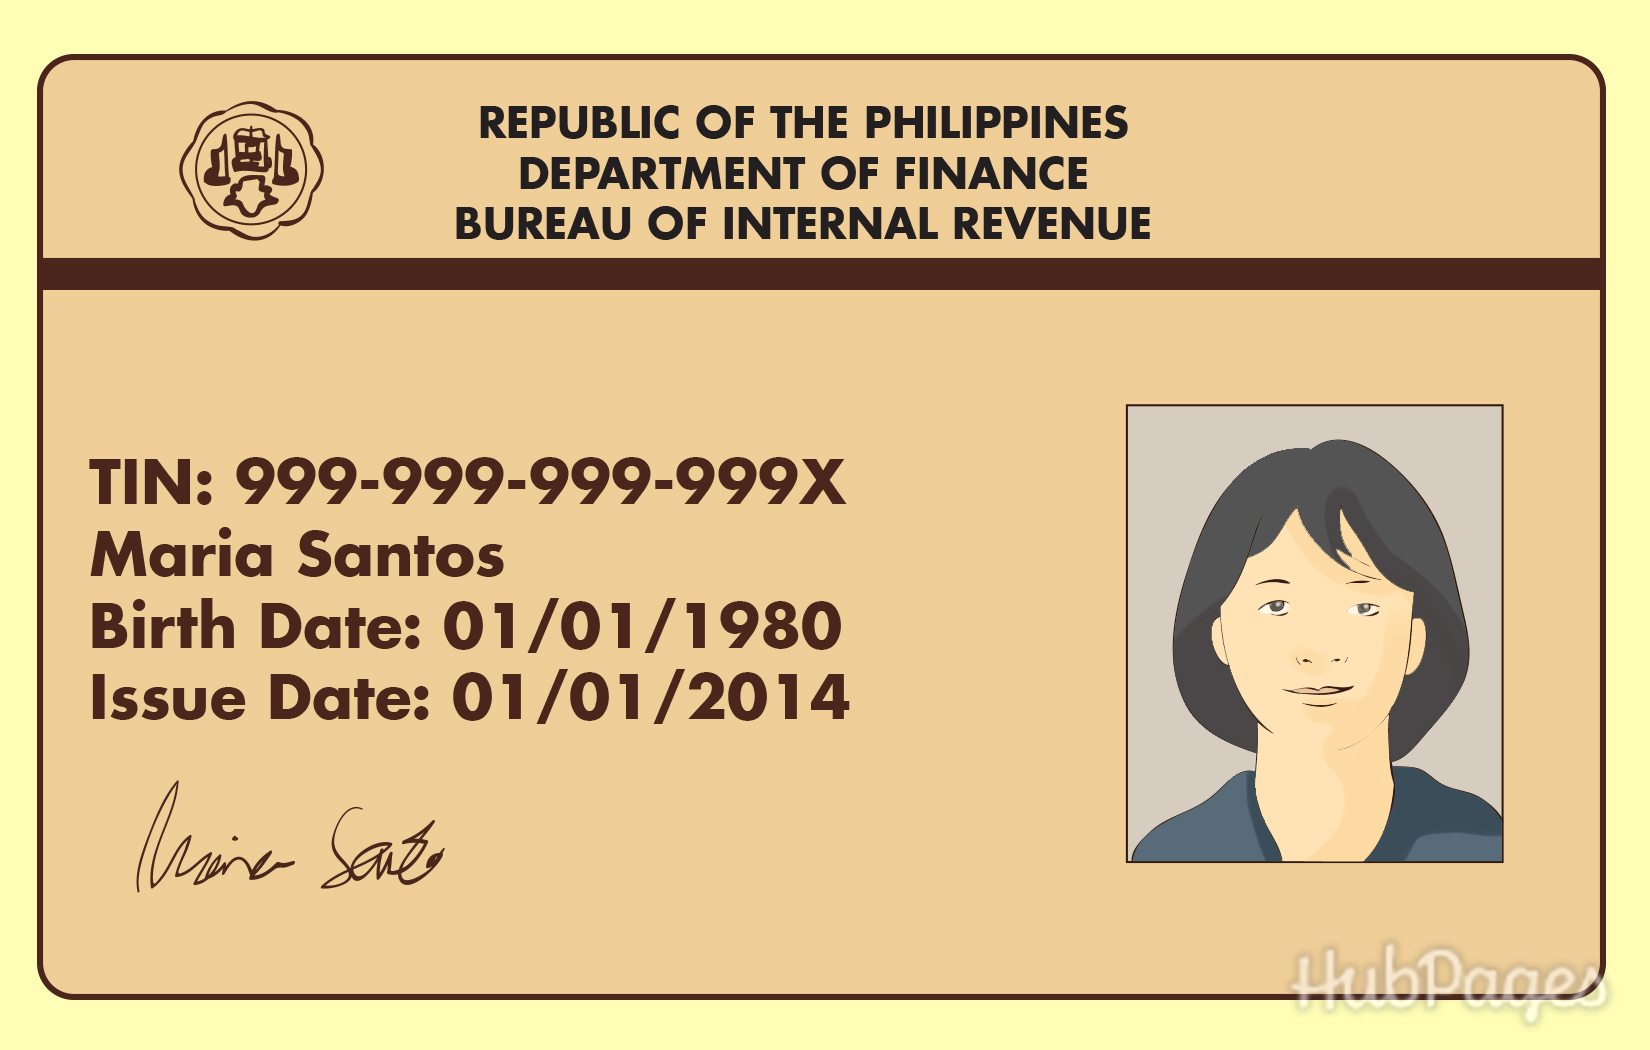 REPUBLIC OF THE PHILIPPINES
DEPARTMENT OF FINANCE
BUREAU OF INTERNAL REVENUE
TIN: 999-999-999-999X
Maria Santos
Birth Date: 01/01/1980
Issue Date: 01/01/2014
Maria Santos
HubPages